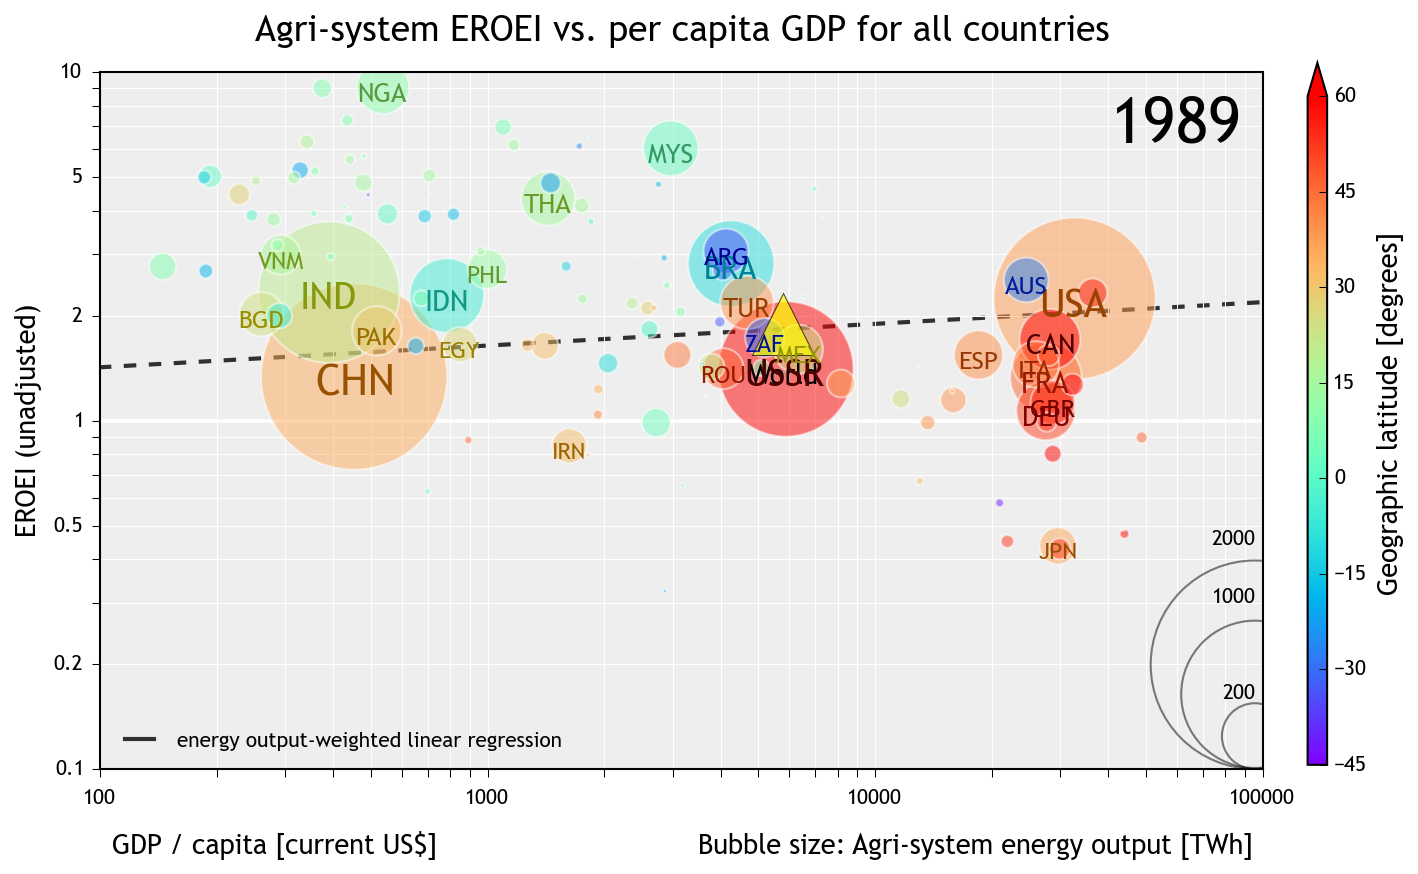 Agri-system EROEI vs. per capita GDP for all countries
1989
EROEI (unadjusted)
10
5
2
1
0.5
0.2
0.1
NGA
MYS
THA
VNM
PHL
IND
IDN
BGD
PAK
EGY
CHN
IRN
ARG
BRA
TUR
ZAF
MEX
ROU
World
USSR
AUS
USA
CAN
ESP
ITA
FRA
GBR
DEU
JPN
2000
1000
200
energy output-weighted linear regression
100
1000
10000
100000
GDP / capita [current US$]
Bubble size: Agri-system energy output [TWh]
60
45
30
15
0
−15
−30
−45
Geographic latitude [degrees]